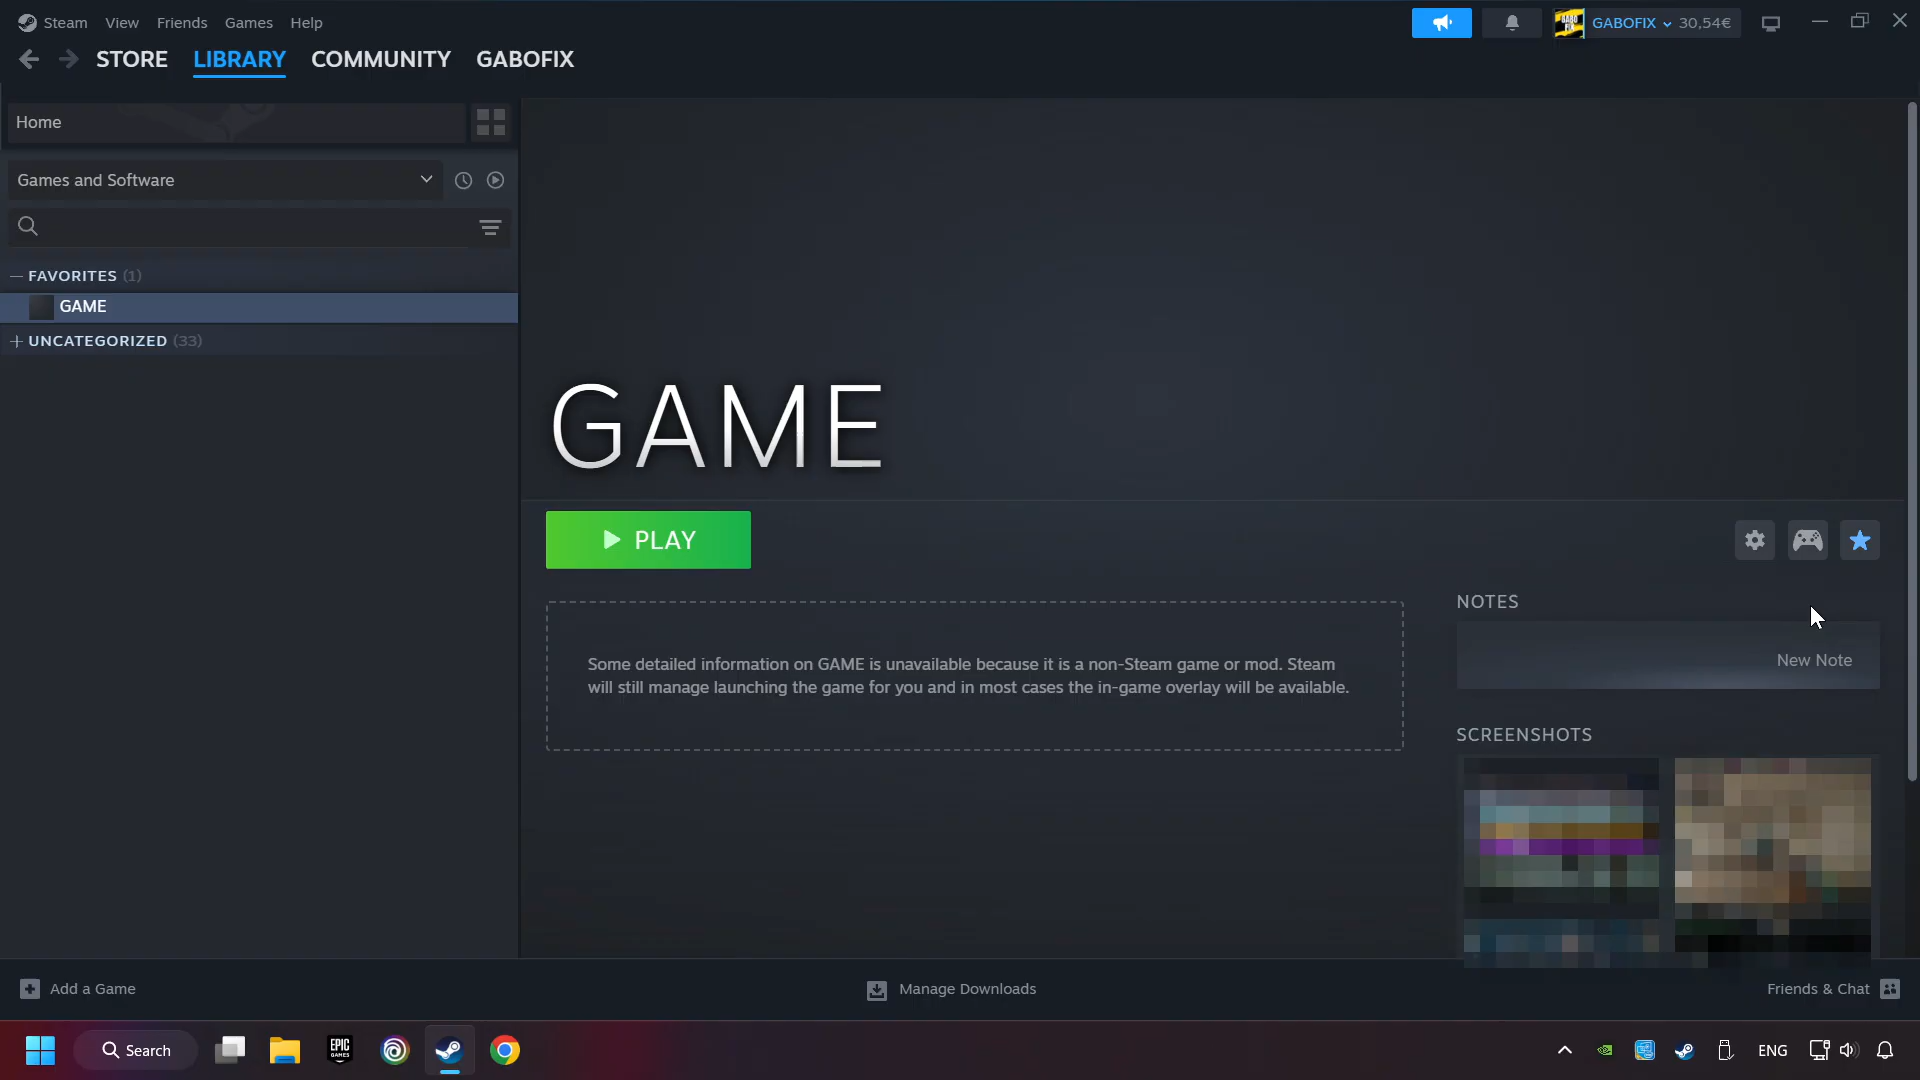 Steam View Friends Games Help
GABOFIX 30,54€
STORE LIBRARY COMMUNITY GABOFIX
Home
Games and Software
FAVORITES (1)
GAME
UNCATEGORIZED (33)
GAME
PLAY
NOTES
New Note
Some detailed information on GAME is unavailable because it is a non-Steam game or mod. Steam
will still manage launching the game for you and in most cases the in-game overlay will be available.
SCREENSHOTS
Add a Game
Manage Downloads
Friends & Chat
Search
EPIC GAMES
ENG